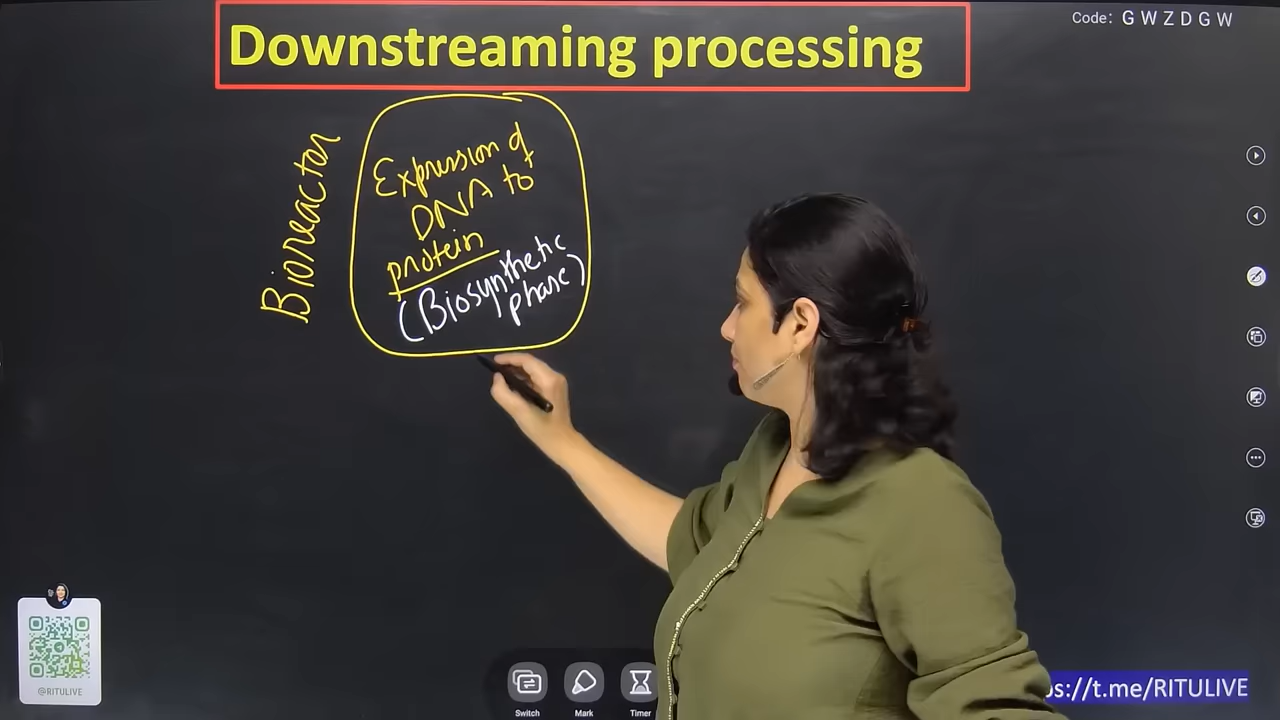 Downstreaming processing
Code: G W Z D G W
Bioreactor
Expression of
DNA to
protein
(Biosynthetic
phase)
@RITULIVE
Switch
Mark
Timer
s://t.me/RITULIVE